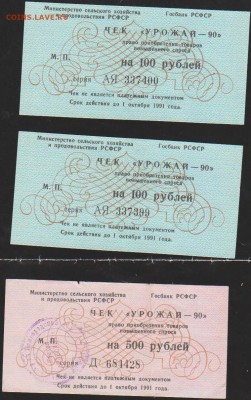 COINS.LAVE.RU
Министерство сельского хозяйства Госбанк РСФСР
и продовольствия РСФСР
ЧЕК «УРОЖАЙ—90»
право приобретения товаров
повышенного спроса
М. П. на 100 рублей
серия АЯ 337400
Чек не является платежным документом
Срок действия до 1 октября 1991 года.
Министерство сельского хозяйства Госбанк РСФСР
и продовольствия РСФСР
ЧЕК «УРОЖАЙ—90»
право приобретения товаров
повышенного спроса
М. П. на 100 рублей
серия АЯ 337399
Чек не является платежным документом
Срок действия до 1 октября 1991 года.
Министерство сельского хозяйства Госбанк РСФСР
и продовольствия РСФСР
ЧЕК «УРОЖАЙ—90»
право приобретения товаров
повышенного спроса
М. П. на 500 рублей
серия Д 684428
Чек не является платежным документом
Срок действия до 1 октября 1991 года.